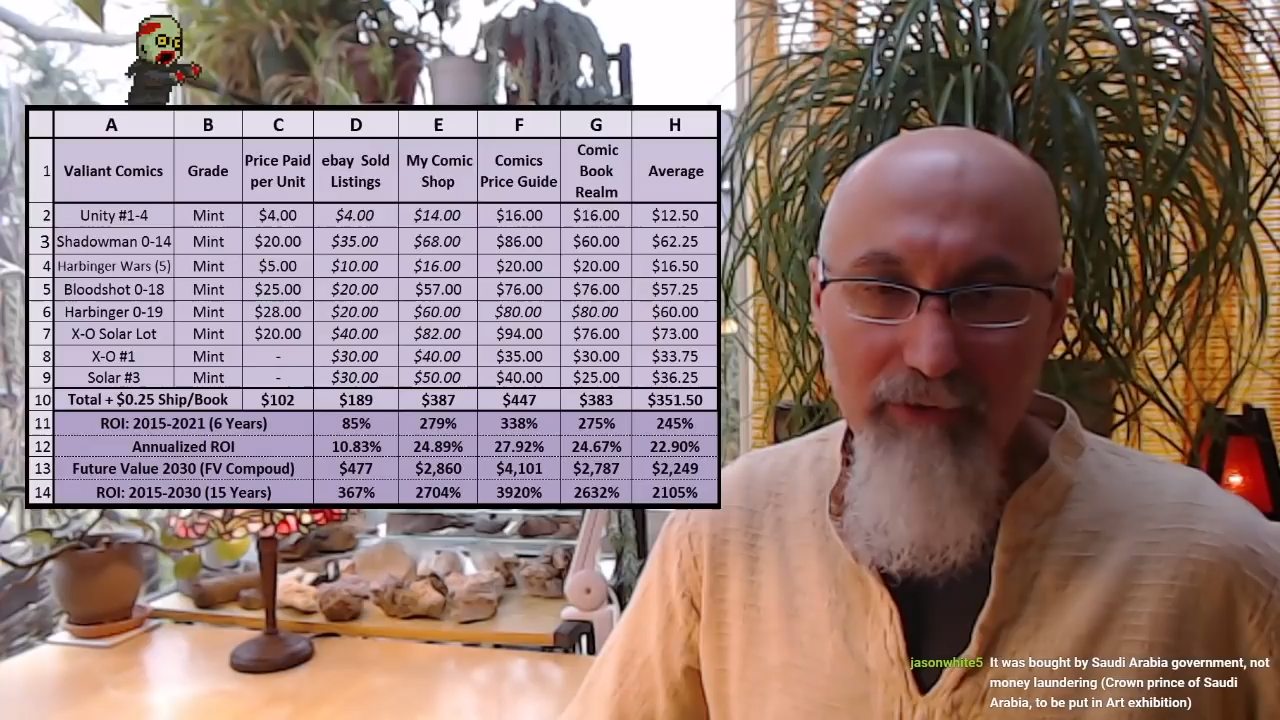 A B C D E F G H
1 Valiant Comics Grade Price Paid per Unit ebay Sold Listings My Comic Shop Comics Price Guide Comic Book Realm Average
2 Unity #1-4 Mint $4.00 $4.00 $14.00 $16.00 $16.00 $12.50
3 Shadowman 0-14 Mint $20.00 $35.00 $68.00 $86.00 $60.00 $62.25
4 Harbinger Wars (5) Mint $5.00 $10.00 $16.00 $20.00 $20.00 $16.50
5 Bloodshot 0-18 Mint $25.00 $20.00 $57.00 $76.00 $76.00 $57.25
6 Harbinger 0-19 Mint $28.00 $20.00 $60.00 $80.00 $80.00 $60.00
7 X-O Solar Lot Mint $20.00 $40.00 $82.00 $94.00 $76.00 $73.00
8 X-O #1 Mint - $30.00 $40.00 $35.00 $30.00 $33.75
9 Solar #3 Mint - $30.00 $50.00 $40.00 $25.00 $36.25
10 Total + $0.25 Ship/Book $102 $189 $387 $447 $383 $351.50
11 ROI: 2015-2021 (6 Years) 85% 279% 338% 275% 245%
12 Annualized ROI 10.83% 24.89% 27.92% 24.67% 22.90%
13 Future Value 2030 (FV Compoud) $477 $2,860 $4,101 $2,787 $2,249
14 ROI: 2015-2030 (15 Years) 367% 2704% 3920% 2632% 2105%
jasonwhite5 It was bought by Saudi Arabia government, not
money laundering (Crown prince of Saudi
Arabia, to be put in Art exhibition)